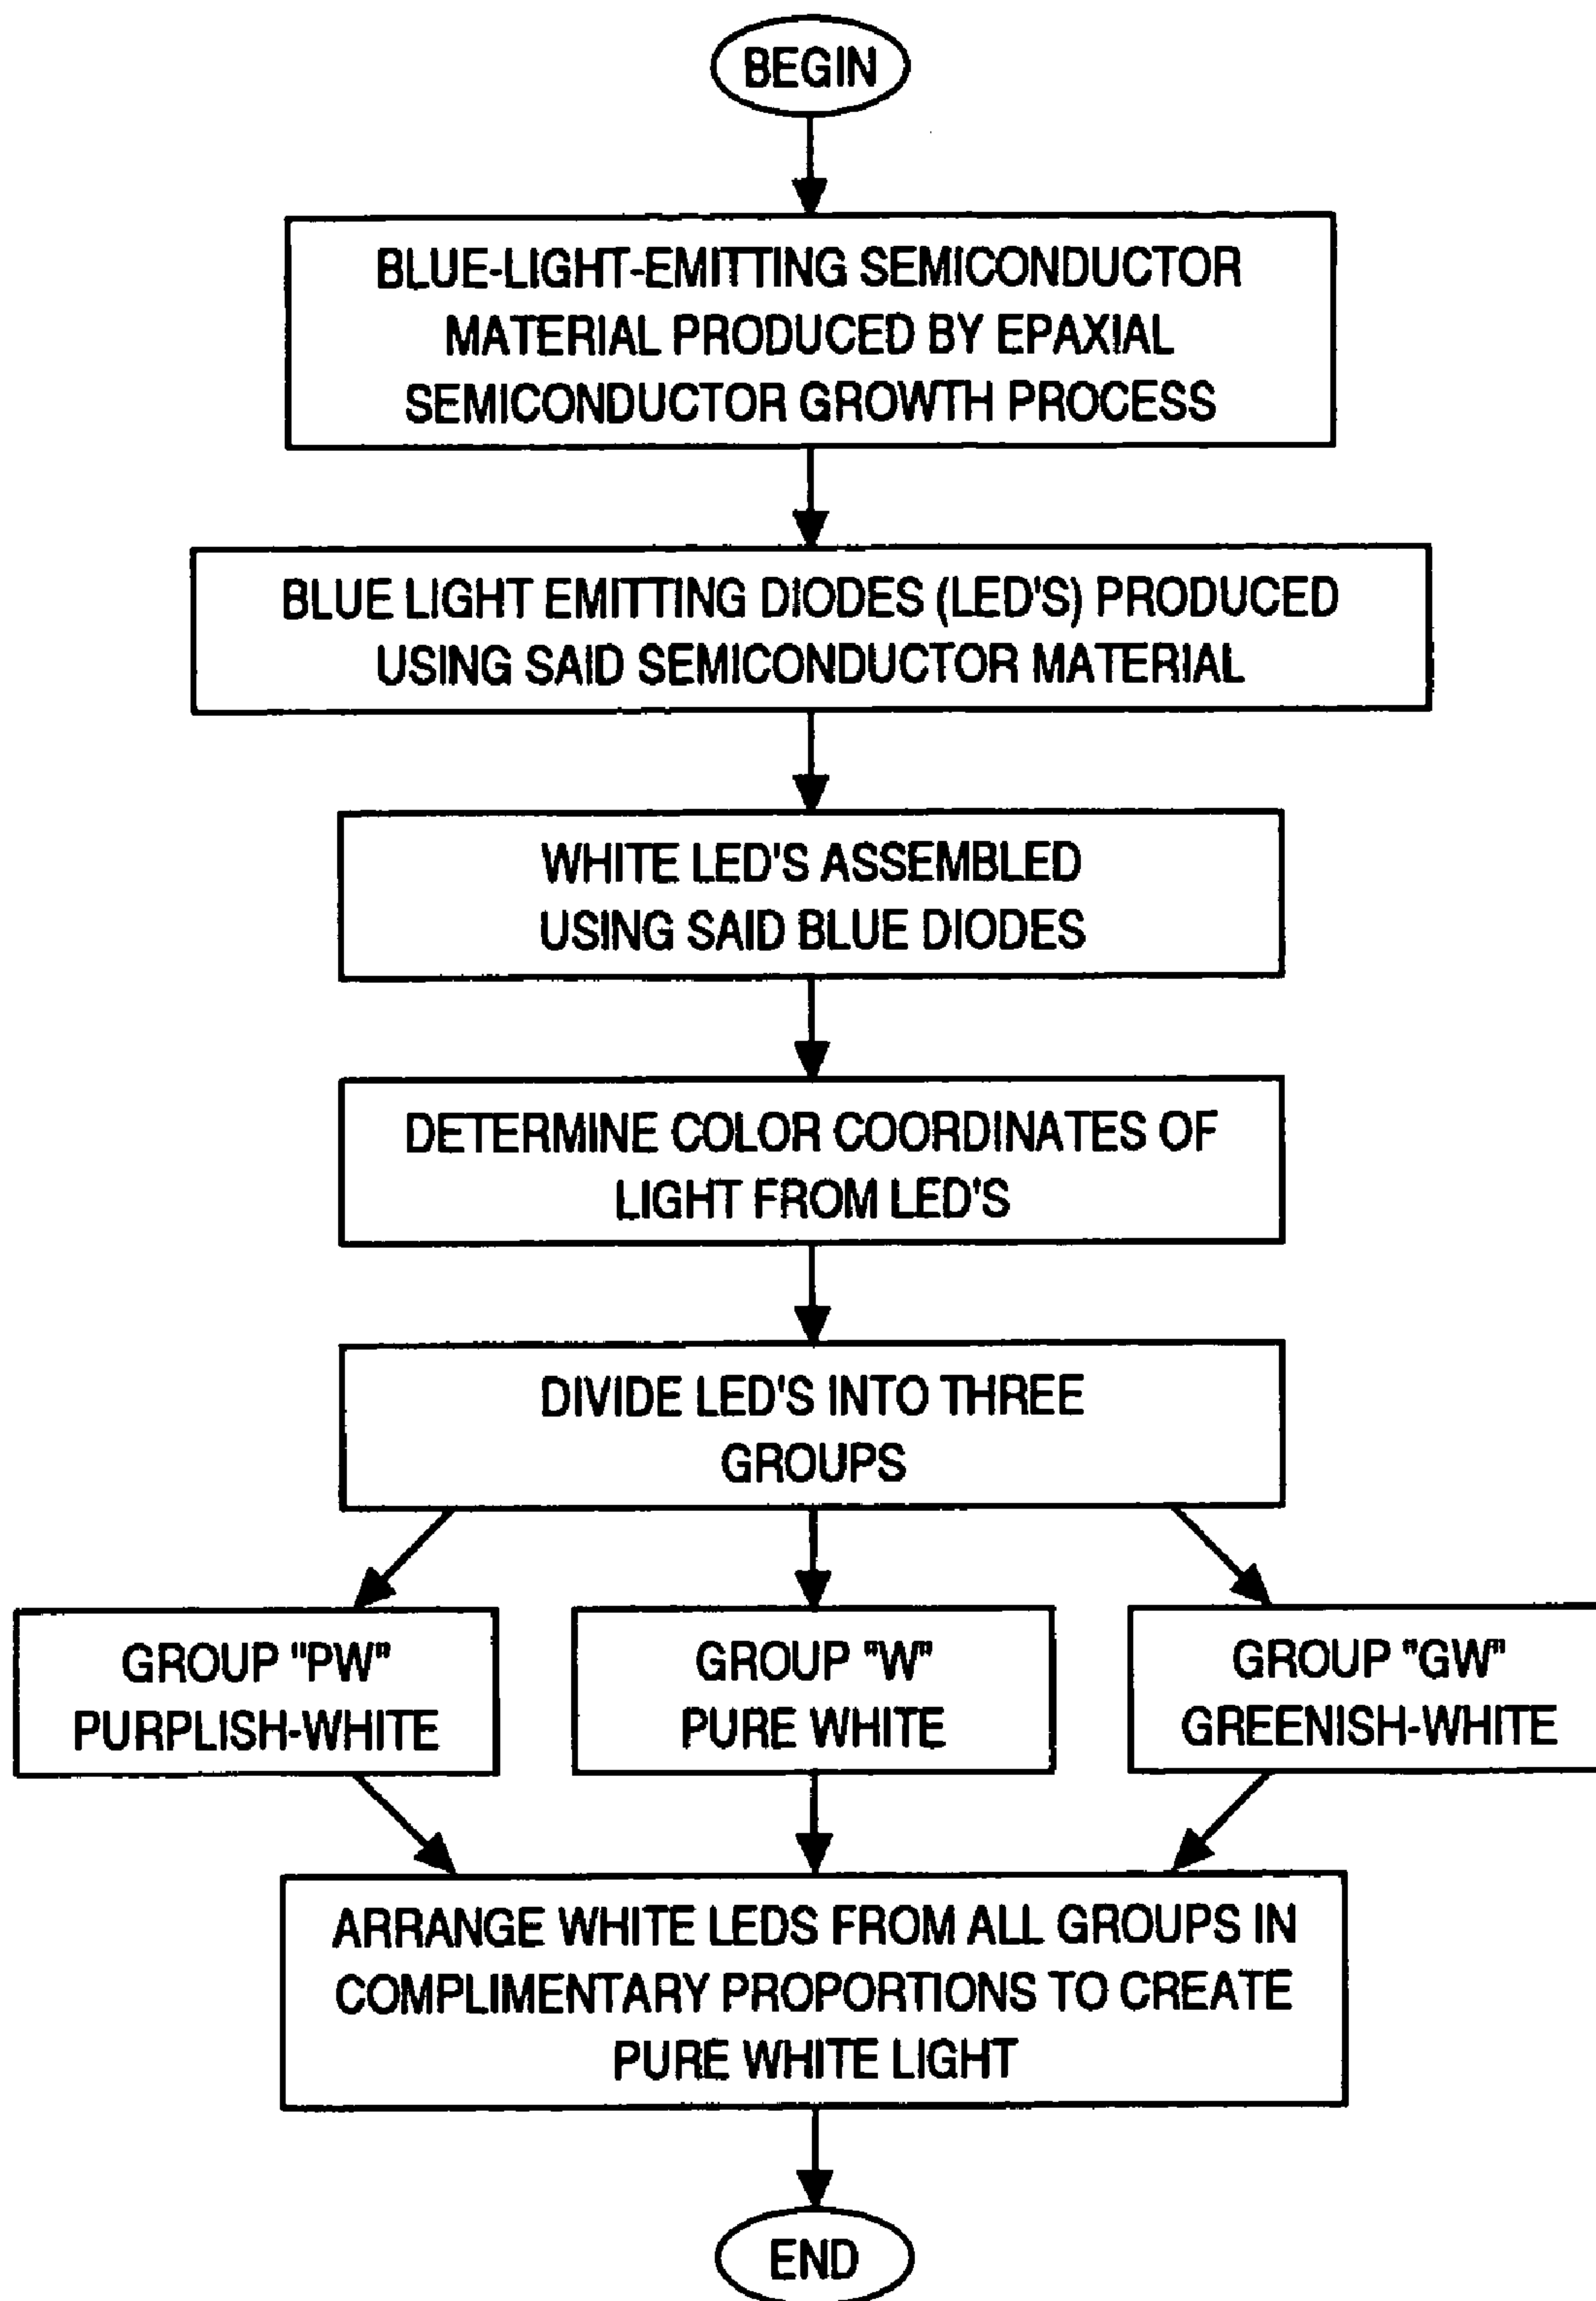 BEGIN
BLUE-LIGHT-EMITTING SEMICONDUCTOR
MATERIAL PRODUCED BY EPAXIAL
SEMICONDUCTOR GROWTH PROCESS
BLUE LIGHT EMITTING DIODES (LED'S) PRODUCED
USING SAID SEMICONDUCTOR MATERIAL
WHITE LED'S ASSEMBLED
USING SAID BLUE DIODES
DETERMINE COLOR COORDINATES OF
LIGHT FROM LED'S
DIVIDE LED'S INTO THREE
GROUPS
GROUP "PW"
PURPLISH-WHITE
GROUP "W"
PURE WHITE
GROUP "GW"
GREENISH-WHITE
ARRANGE WHITE LEDS FROM ALL GROUPS IN
COMPLIMENTARY PROPORTIONS TO CREATE
PURE WHITE LIGHT
END